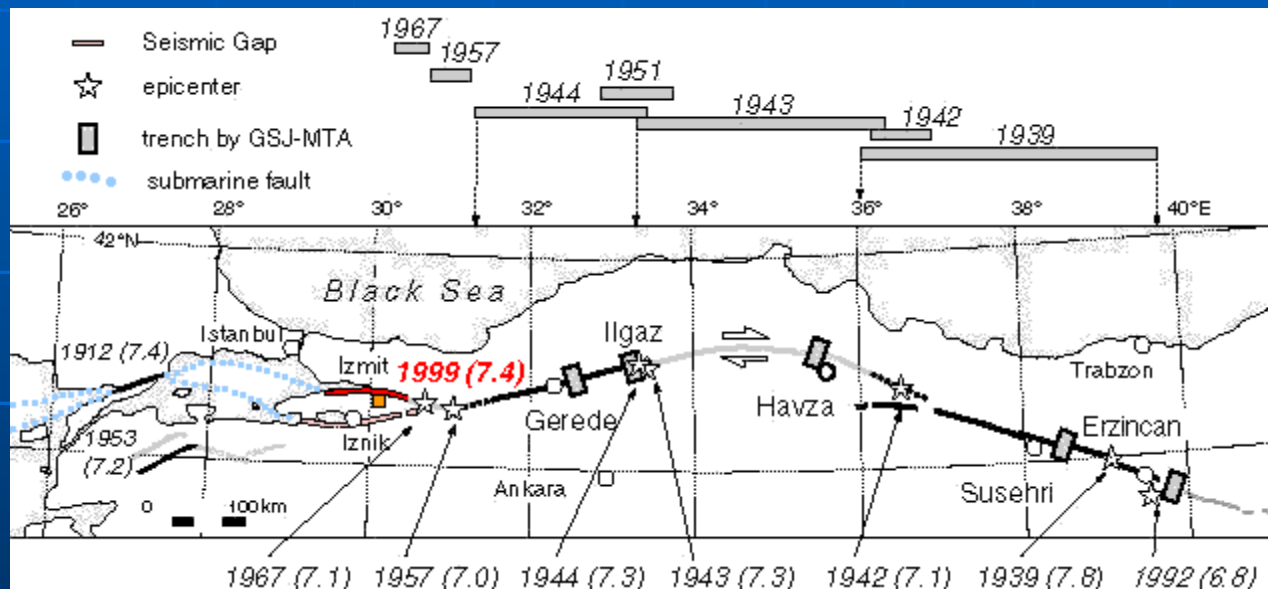 1967
Seismic Gap
1957
epicenter
1951
1944
1943
1942
trench by GSJ-MTA
1939
submarine fault
26° 28° 30° 32° 34° 36° 38° 40°E
42°N
Black Sea
Istanbul
Ilgaz
1912 (7.4)
Izmit
1999 (7.4)
Trabzon
Gerede
Havza
Erzincan
Iznik
1953
(7.2)
Ankara
Susehri
0 100km
1967 (7.1) 1957 (7.0) 1944 (7.3) 1943 (7.3) 1942 (7.1) 1939 (7.8) 1992 (6.8)